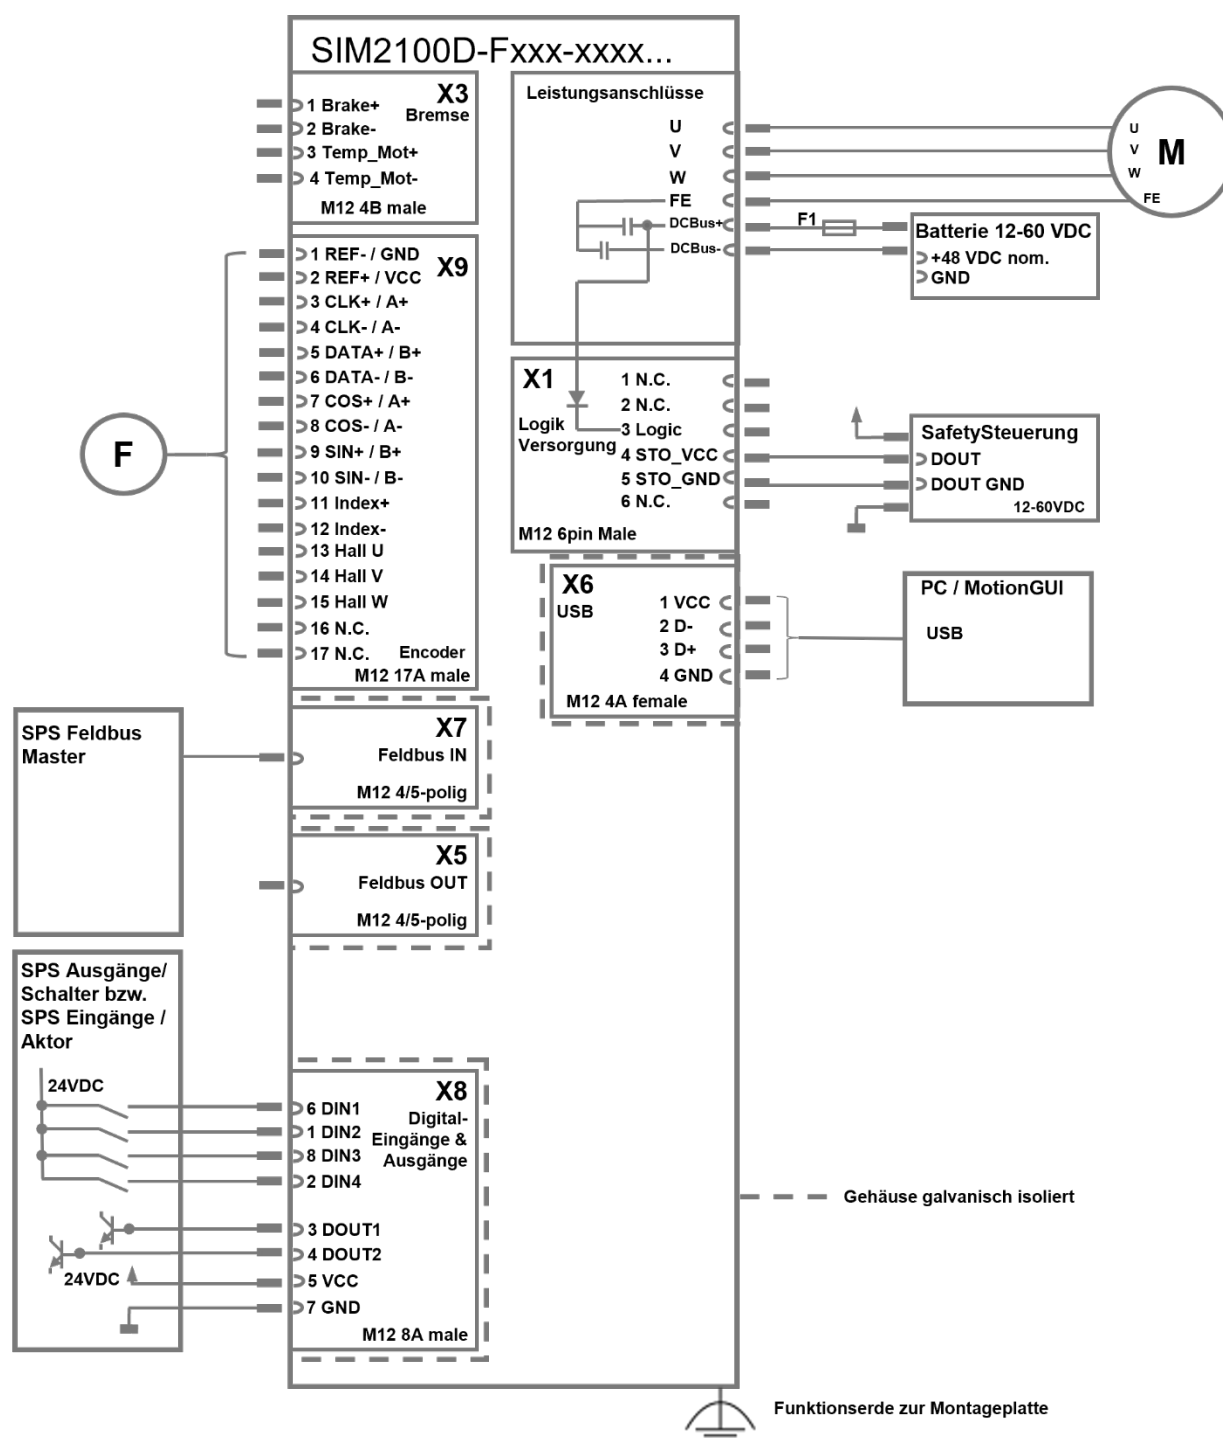 SIM2100D-Fxxx-xxxx...
X3
Bremse
1 Brake+
2 Brake-
3 Temp_Mot+
4 Temp_Mot-
M12 4B male
Leistungsanschlüsse
U
V
W
FE
DCBus+
DCBus-
F1
U
V
W
FE
M
Batterie 12-60 VDC
+48 VDC nom.
GND
X9
1 REF- / GND
2 REF+ / VCC
3 CLK+ / A+
4 CLK- / A-
5 DATA+ / B+
6 DATA- / B-
7 COS+ / A+
8 COS- / A-
9 SIN+ / B+
10 SIN- / B-
11 Index+
12 Index-
13 Hall U
14 Hall V
15 Hall W
16 N.C.
17 N.C.
Encoder
M12 17A male
F
X1
Logik
Versorgung
1 N.C.
2 N.C.
3 Logic
4 STO_VCC
5 STO_GND
6 N.C.
M12 6pin Male
SafetySteuerung
DOUT
DOUT GND
12-60VDC
X6
USB
1 VCC
2 D-
3 D+
4 GND
M12 4A female
PC / MotionGUI
USB
SPS Feldbus
Master
X7
Feldbus IN
M12 4/5-polig
X5
Feldbus OUT
M12 4/5-polig
SPS Ausgänge/
Schalter bzw.
SPS Eingänge /
Aktor
24VDC
24VDC
X8
Digital-
Eingänge &
Ausgänge
6 DIN1
1 DIN2
8 DIN3
2 DIN4
3 DOUT1
4 DOUT2
5 VCC
7 GND
M12 8A male
Gehäuse galvanisch isoliert
Funktionserde zur Montageplatte